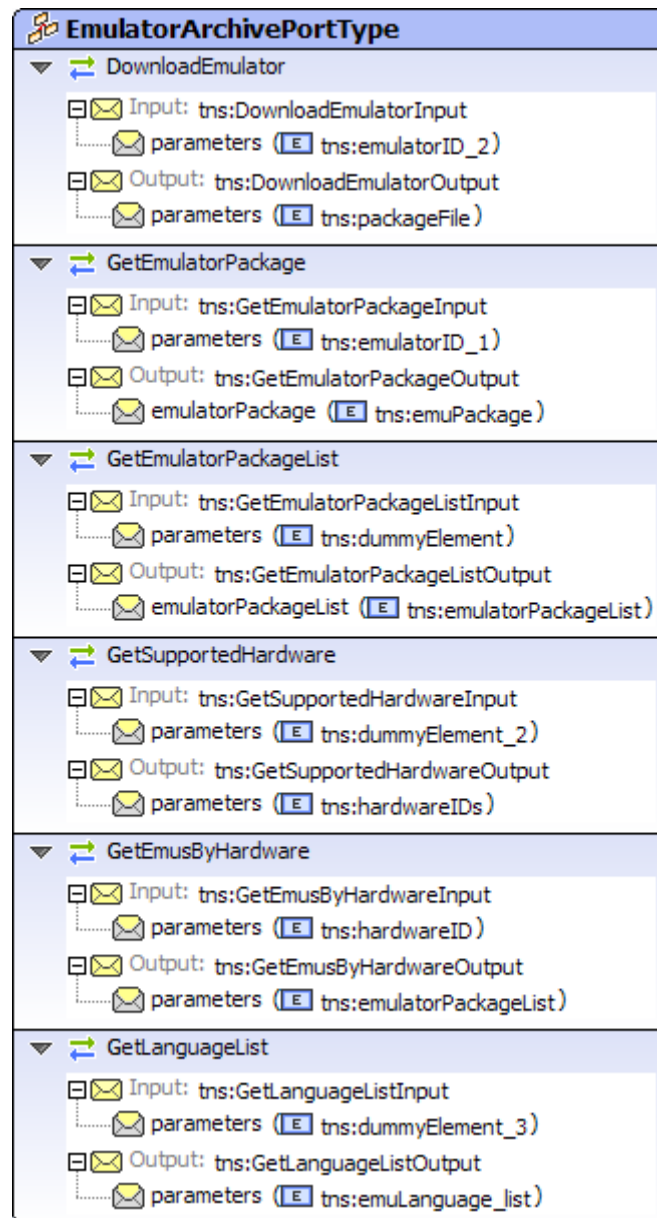 EmulatorArchivePortType
DownloadEmulator
Input: tns:DownloadEmulatorInput
parameters (E tns:emulatorID_2)
Output: tns:DownloadEmulatorOutput
parameters (E tns:packageFile)
GetEmulatorPackage
Input: tns:GetEmulatorPackageInput
parameters (E tns:emulatorID_1)
Output: tns:GetEmulatorPackageOutput
emulatorPackage (E tns:emuPackage)
GetEmulatorPackageList
Input: tns:GetEmulatorPackageListInput
parameters (E tns:dummyElement)
Output: tns:GetEmulatorPackageListOutput
emulatorPackageList (E tns:emulatorPackageList)
GetSupportedHardware
Input: tns:GetSupportedHardwareInput
parameters (E tns:dummyElement_2)
Output: tns:GetSupportedHardwareOutput
parameters (E tns:hardwareIDs)
GetEmusByHardware
Input: tns:GetEmusByHardwareInput
parameters (E tns:hardwareID)
Output: tns:GetEmusByHardwareOutput
parameters (E tns:emulatorPackageList)
GetLanguageList
Input: tns:GetLanguageListInput
parameters (E tns:dummyElement_3)
Output: tns:GetLanguageListOutput
parameters (E tns:emuLanguage_list)